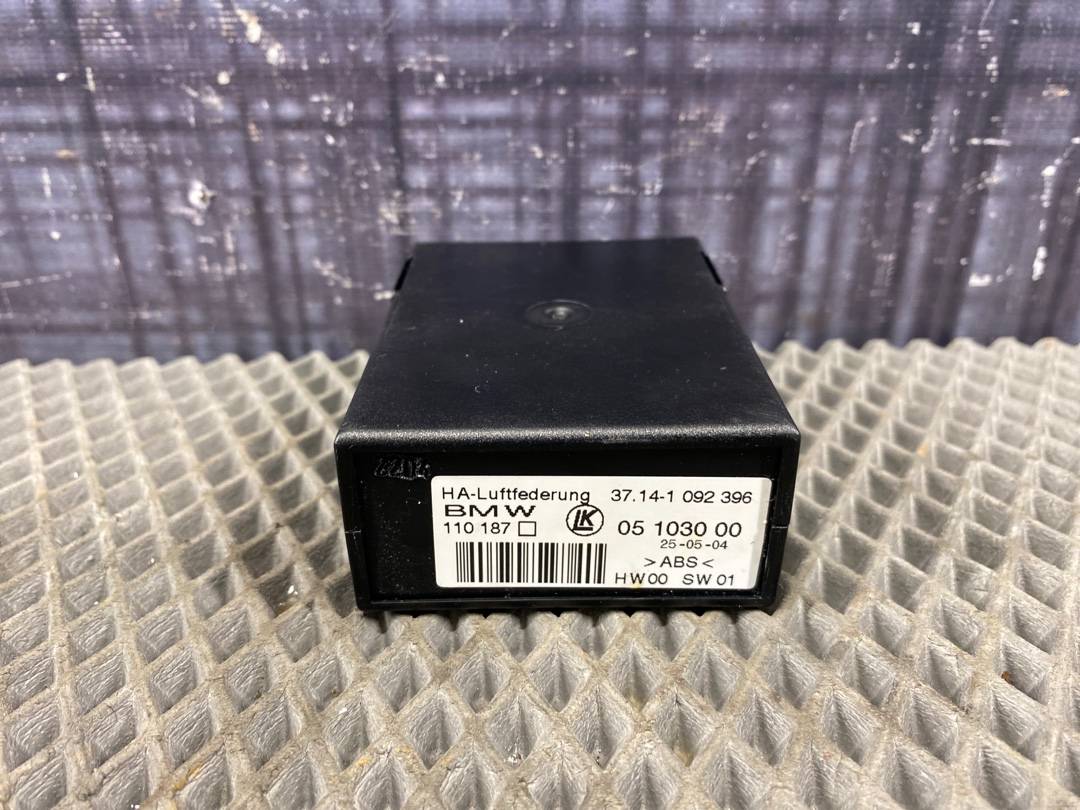 HA-Luftfederung 37.14-1 092 396
BMW
110 187 LK 05 1030 00
25-05-04
>ABS<
HW00 SW01